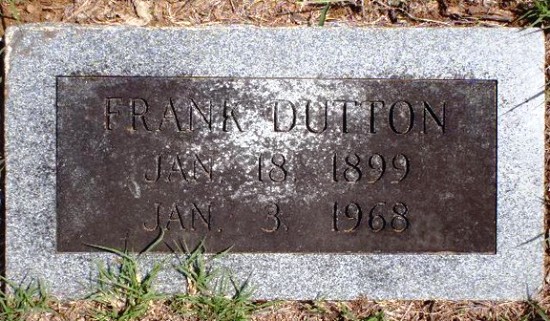 FRANK DUTTON
JAN 18, 1899
JAN. 3, 1968